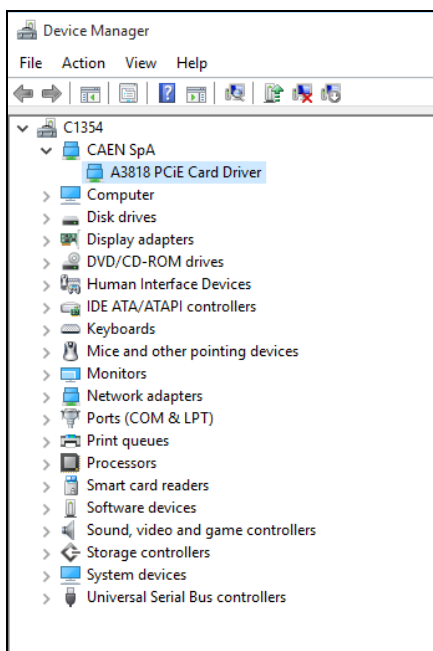 Device Manager
File Action View Help
C1354
CAEN SpA
A3818 PCiE Card Driver
Computer
Disk drives
Display adapters
DVD/CD-ROM drives
Human Interface Devices
IDE ATA/ATAPI controllers
Keyboards
Mice and other pointing devices
Monitors
Network adapters
Ports (COM & LPT)
Print queues
Processors
Smart card readers
Software devices
Sound, video and game controllers
Storage controllers
System devices
Universal Serial Bus controllers